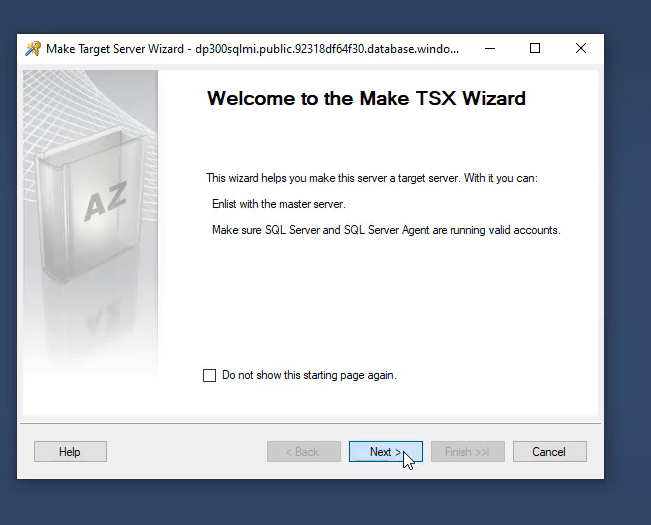 Make Target Server Wizard - dp300sqlmi.public.92318df64f30.database.windo...
Welcome to the Make TSX Wizard
AZ
This wizard helps you make this server a target server. With it you can:
Enlist with the master server.
Make sure SQL Server and SQL Server Agent are running valid accounts.
Do not show this starting page again.
Help
< Back
Next >
Finish >>|
Cancel